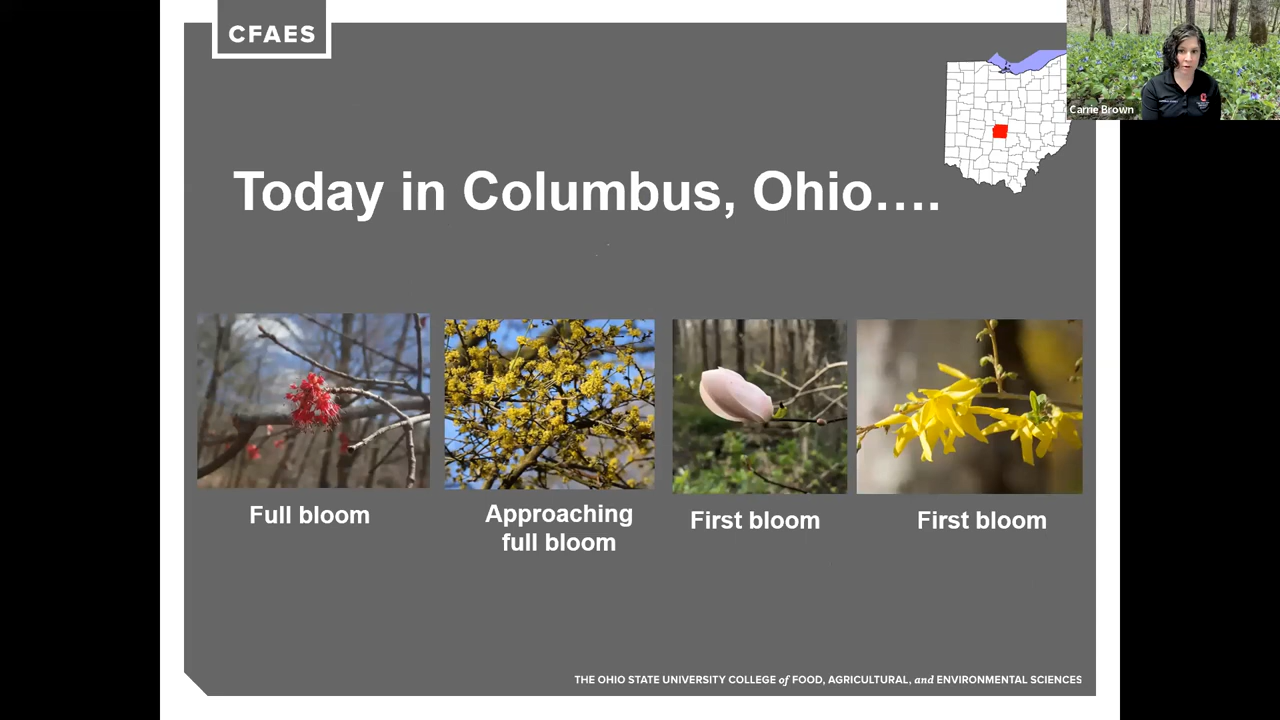 CFAES
Carrie Brown
Today in Columbus, Ohio….
Full bloom
Approaching
full bloom
First bloom
First bloom
THE OHIO STATE UNIVERSITY COLLEGE of FOOD, AGRICULTURAL, and ENVIRONMENTAL SCIENCES